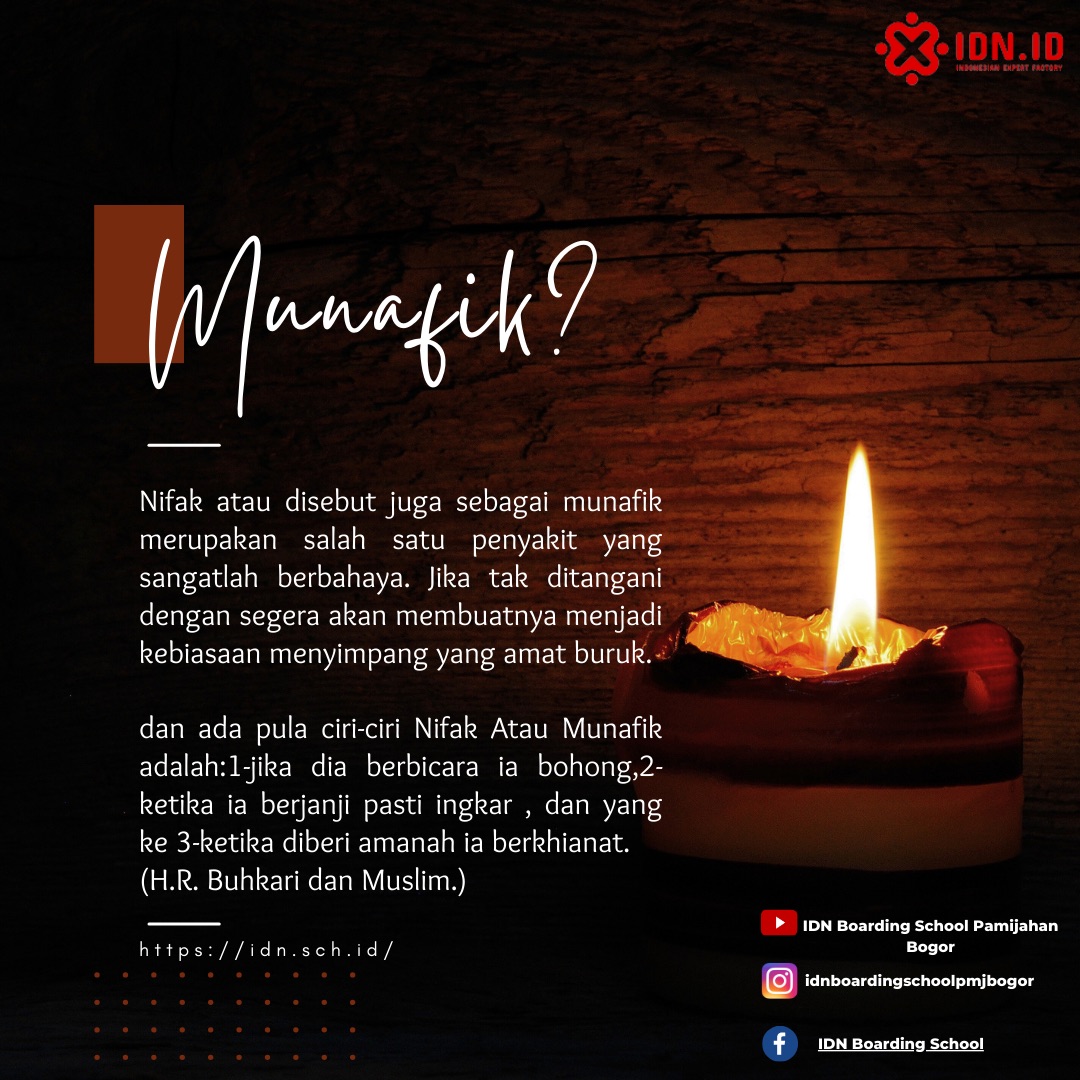 IDN.ID
INDONESIAN EXPERT FACTORY
Munafik?
Nifak atau disebut juga sebagai munafik
merupakan salah satu penyakit yang
sangatlah berbahaya. Jika tak ditangani
dengan segera akan membuatnya menjadi
kebiasaan menyimpang yang amat buruk.
dan ada pula ciri-ciri Nifak Atau Munafik
adalah:1-jika dia berbicara ia bohong,2-
ketika ia berjanji pasti ingkar , dan yang
ke 3-ketika diberi amanah ia berkhianat.
(H.R. Buhkari dan Muslim.)
https://idn.sch.id/
IDN Boarding School Pamijahan
Bogor
idnboardingschoolpmjbogor
IDN Boarding School